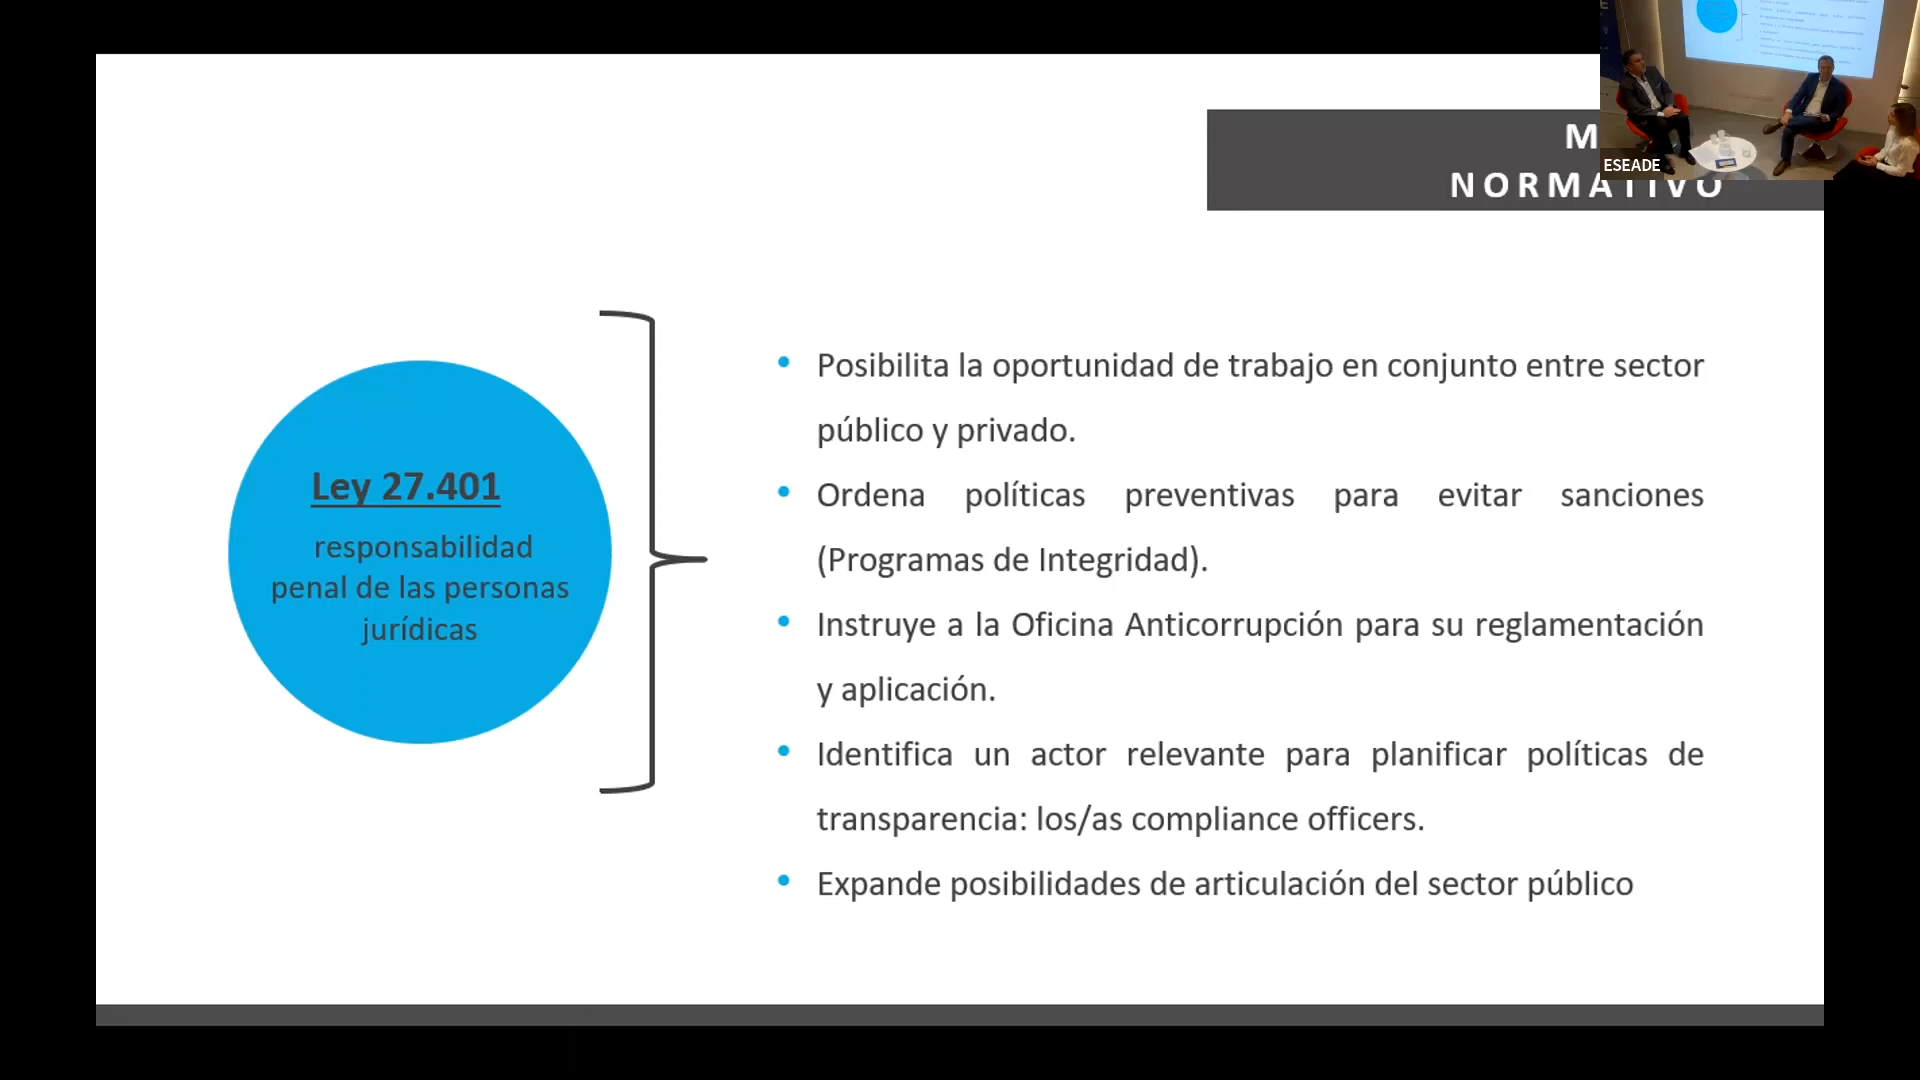 M
NORMATIVO
ESEADE
Ley 27.401
responsabilidad
penal de las personas
jurídicas
• Posibilita la oportunidad de trabajo en conjunto entre sector
público y privado.
• Ordena políticas preventivas para evitar sanciones
(Programas de Integridad).
• Instruye a la Oficina Anticorrupción para su reglamentación
y aplicación.
• Identifica un actor relevante para planificar políticas de
transparencia: los/as compliance officers.
• Expande posibilidades de articulación del sector público